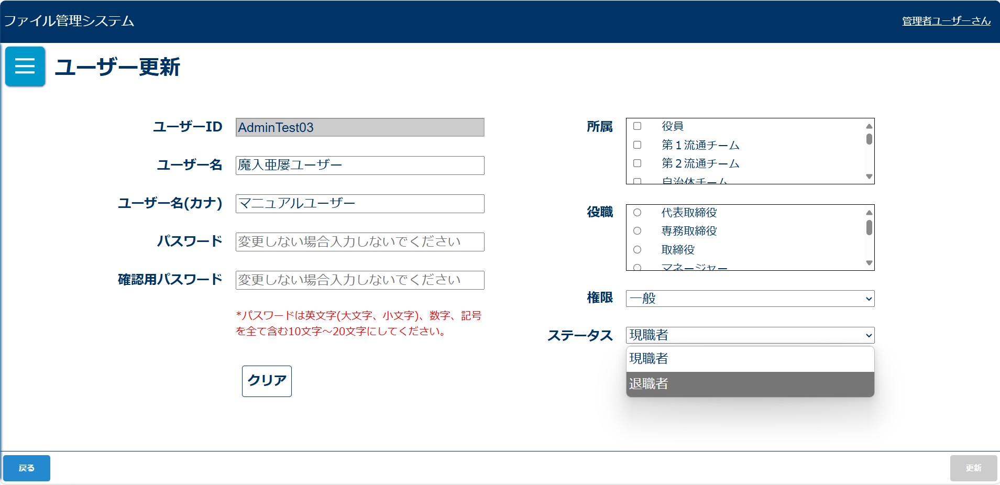 ファイル管理システム
管理者ユーザーさん
ユーザー更新
ユーザーID
AdminTest03
ユーザー名
魔入亜屡ユーザー
ユーザー名(カナ)
マニュアルユーザー
パスワード
変更しない場合入力しないでください
確認用パスワード
変更しない場合入力しないでください
*パスワードは英文字(大文字、小文字)、数字、記号
を全て含む10文字～20文字にしてください。
クリア
所属
役員
第１流通チーム
第２流通チーム
自治体チーム
役職
代表取締役
専務取締役
取締役
マネージャー
権限
一般
ステータス
現職者
現職者
退職者
戻る
更新